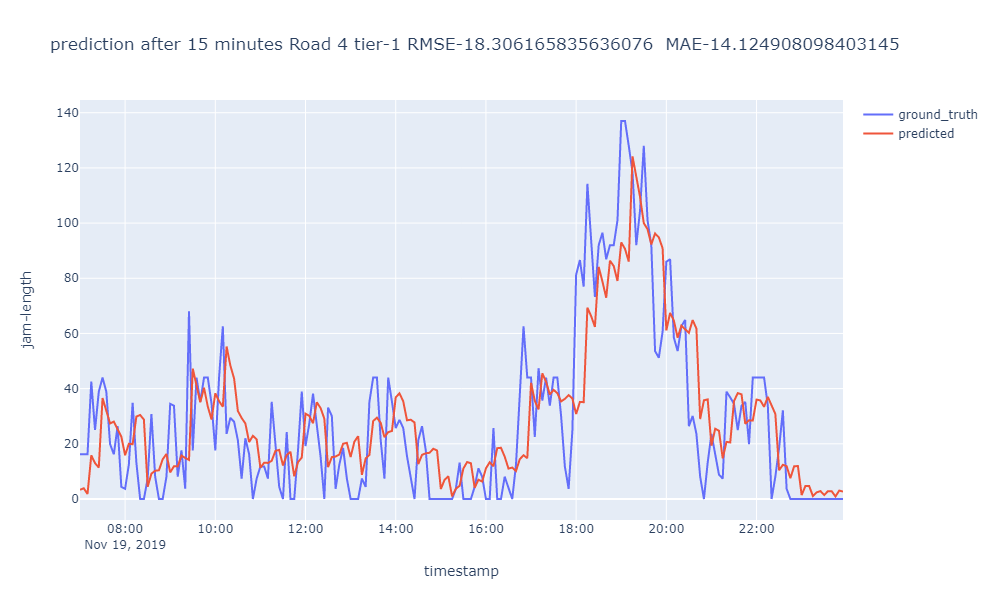 prediction after 15 minutes Road 4 tier-1 RMSE-18.306165835636076  MAE-14.124908098403145
ground_truth
predicted
140
120
100
80
60
40
20
0
jam-length
08:00 10:00 12:00 14:00 16:00 18:00 20:00 22:00
Nov 19, 2019
timestamp